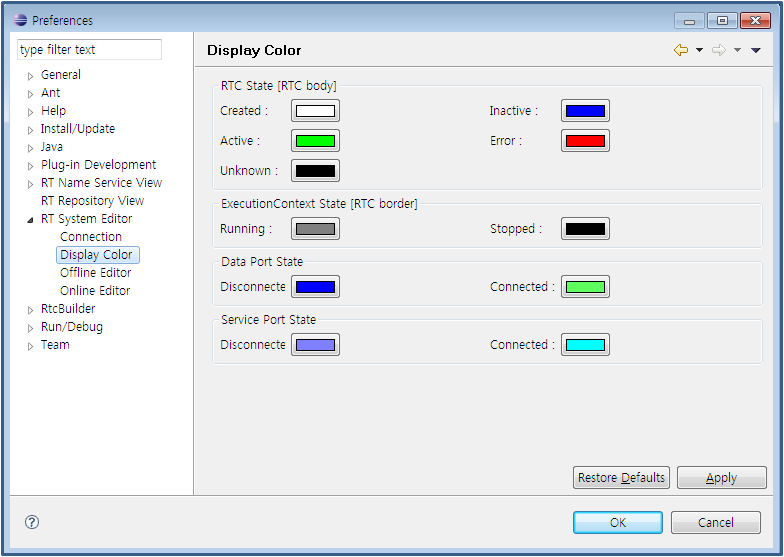 Preferences
type filter text
Display Color
General
Ant
Help
Install/Update
Java
Plug-in Development
RT Name Service View
RT Repository View
RT System Editor
Connection
Display Color
Offline Editor
Online Editor
RtcBuilder
Run/Debug
Team
RTC State [RTC body]
Created :
Inactive :
Active :
Error :
Unknown :
ExecutionContext State [RTC border]
Running :
Stopped :
Data Port State
Disconnecte
Connected :
Service Port State
Disconnecte
Connected :
Restore Defaults
Apply
?
OK
Cancel